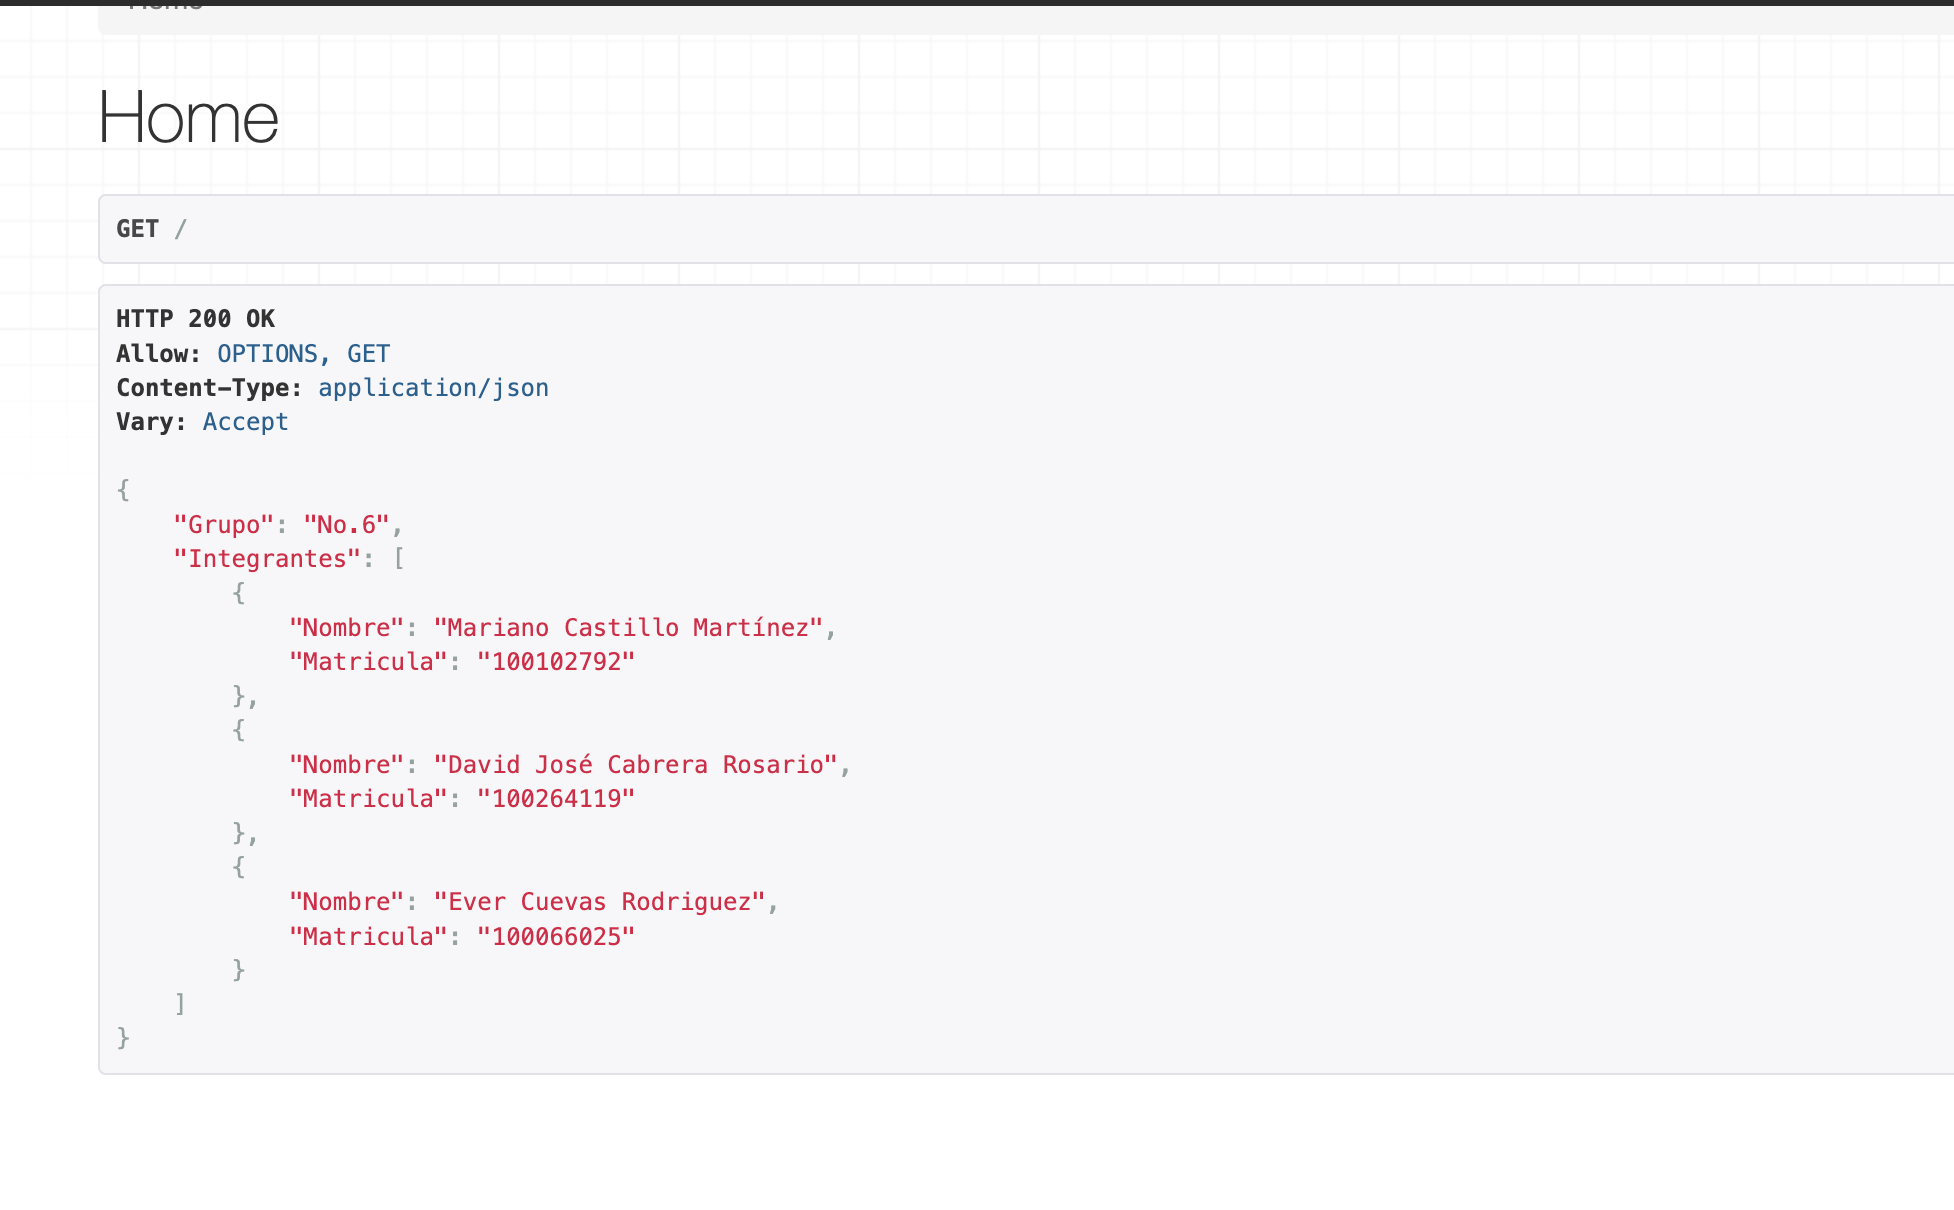 Home
GET /
HTTP 200 OK
Allow: OPTIONS, GET
Content-Type: application/json
Vary: Accept
{
    "Grupo": "No.6",
    "Integrantes": [
        {
            "Nombre": "Mariano Castillo Martínez",
            "Matricula": "100102792"
        },
        {
            "Nombre": "David José Cabrera Rosario",
            "Matricula": "100264119"
        },
        {
            "Nombre": "Ever Cuevas Rodriguez",
            "Matricula": "100066025"
        }
    ]
}